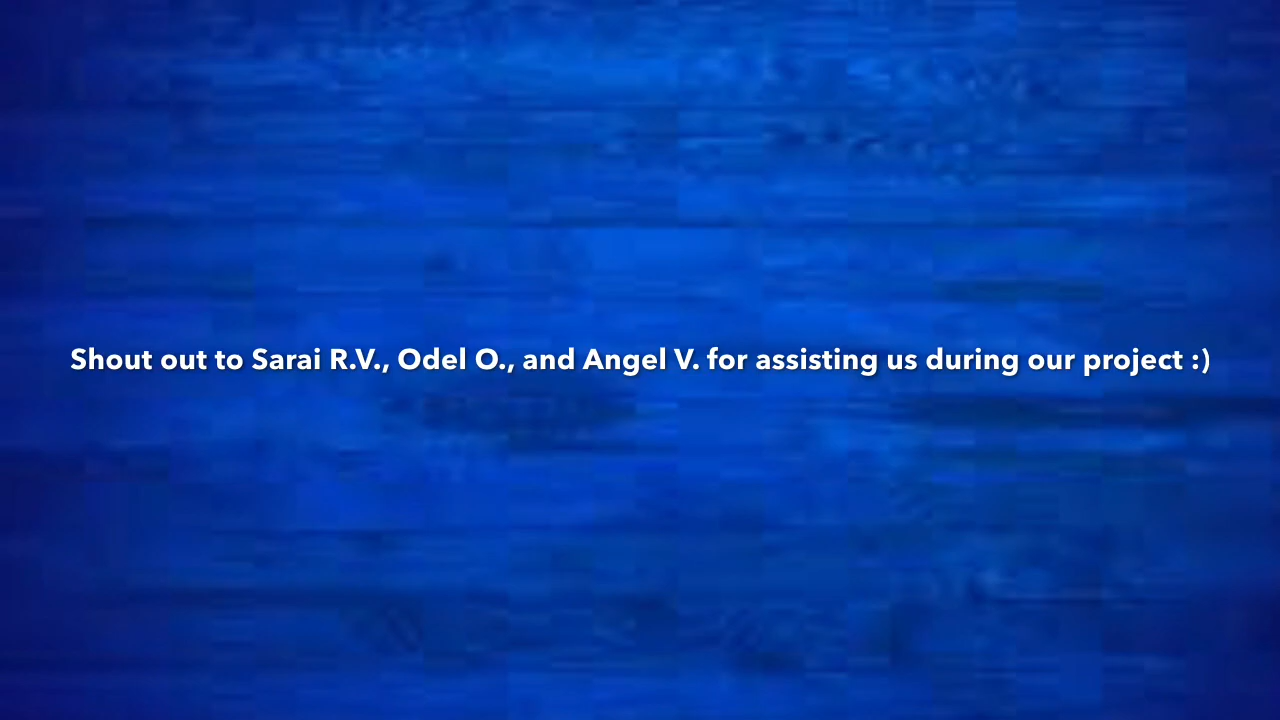 Shout out to Sarai R.V., Odel O., and Angel V. for assisting us during our project :)